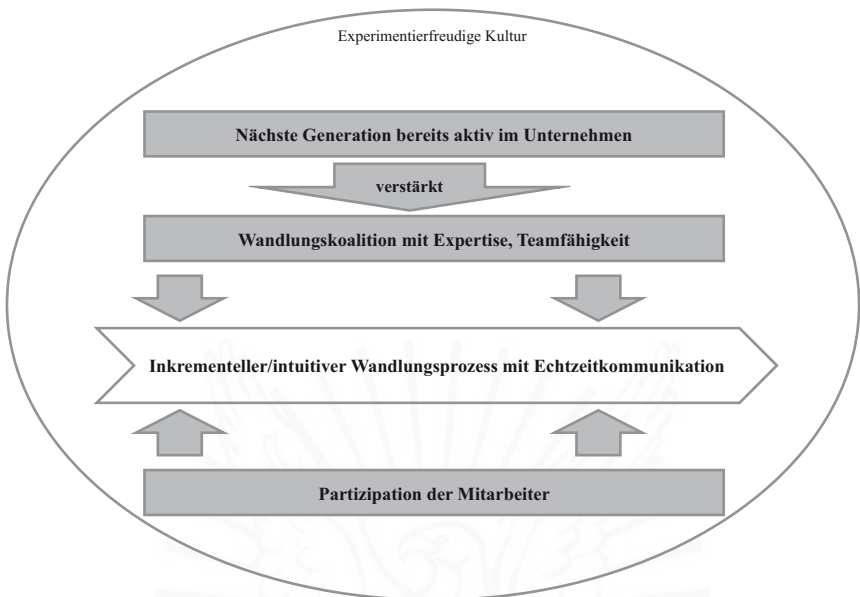 Experimentierfreudige Kultur
Nächste Generation bereits aktiv im Unternehmen
verstärkt
Wandlungskoalition mit Expertise, Teamfähigkeit
Inkrementeller/intuitiver Wandlungsprozess mit Echtzeitkommunikation
Partizipation der Mitarbeiter